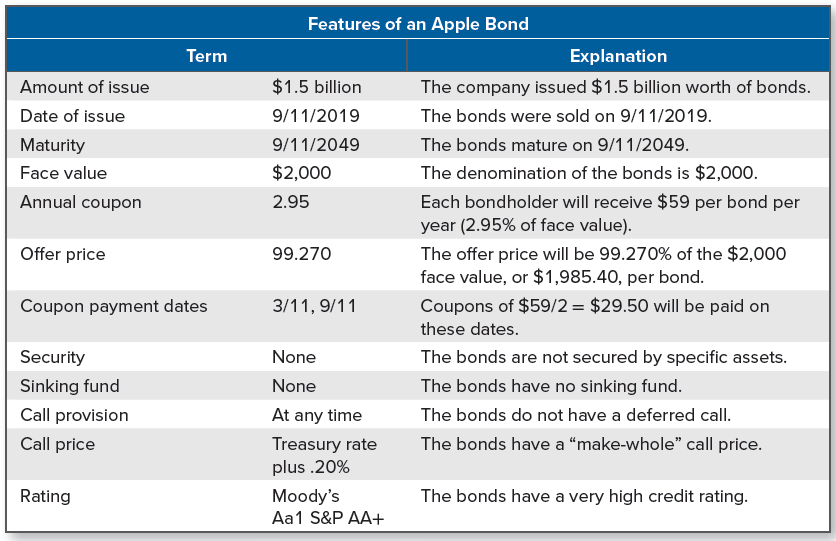 Features of an Apple Bond
Term Explanation
Amount of issue $1.5 billion The company issued $1.5 billion worth of bonds.
Date of issue 9/11/2019 The bonds were sold on 9/11/2019.
Maturity 9/11/2049 The bonds mature on 9/11/2049.
Face value $2,000 The denomination of the bonds is $2,000.
Annual coupon 2.95 Each bondholder will receive $59 per bond per
year (2.95% of face value).
Offer price 99.270 The offer price will be 99.270% of the $2,000
face value, or $1,985.40, per bond.
Coupon payment dates 3/11, 9/11 Coupons of $59/2 = $29.50 will be paid on
these dates.
Security None The bonds are not secured by specific assets.
Sinking fund None The bonds have no sinking fund.
Call provision At any time The bonds do not have a deferred call.
Call price Treasury rate The bonds have a “make-whole” call price.
plus .20%
Rating Moody’s The bonds have a very high credit rating.
Aa1 S&P AA+